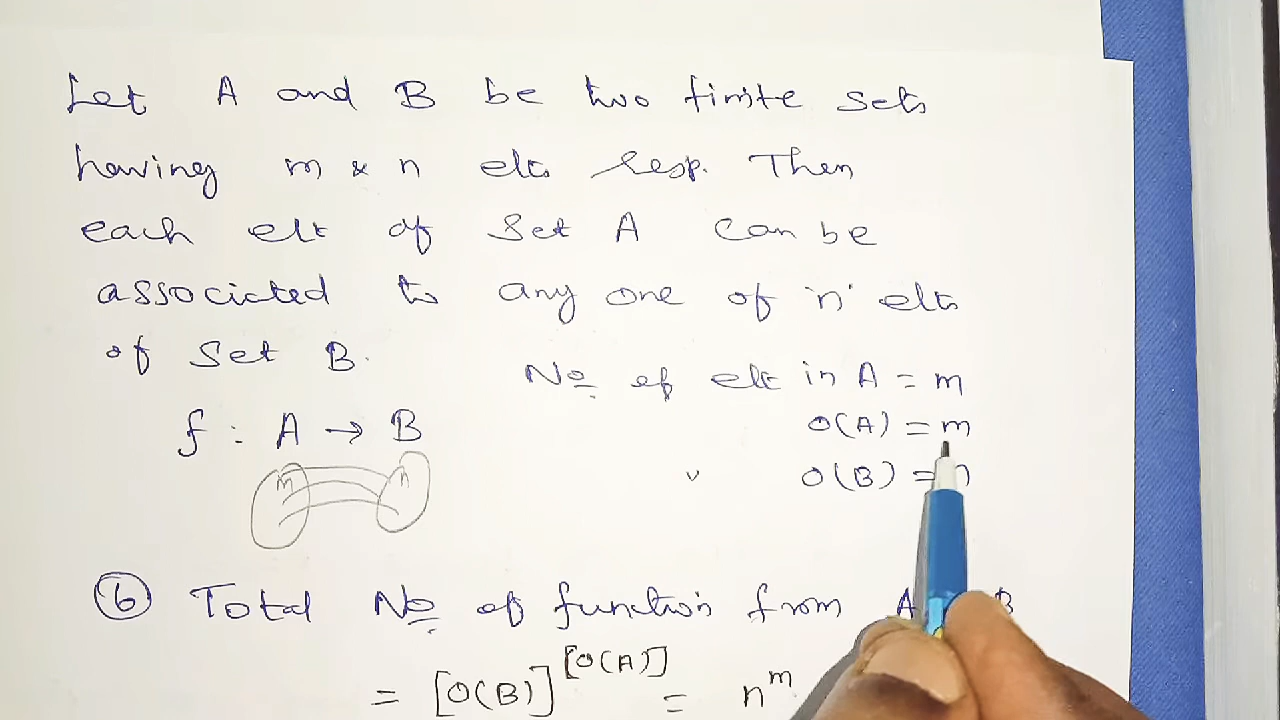 Let A and B be two finite sets
having m & n elts resp. Then
each elt of Set A can be
associated to any one of 'n' elts
of Set B.
No of elt in A = m
f : A → B
O(A) = m
O(B) = n
m n
⑥ Total No of function from A B
= [O(B)]^[O(A)] = n^m